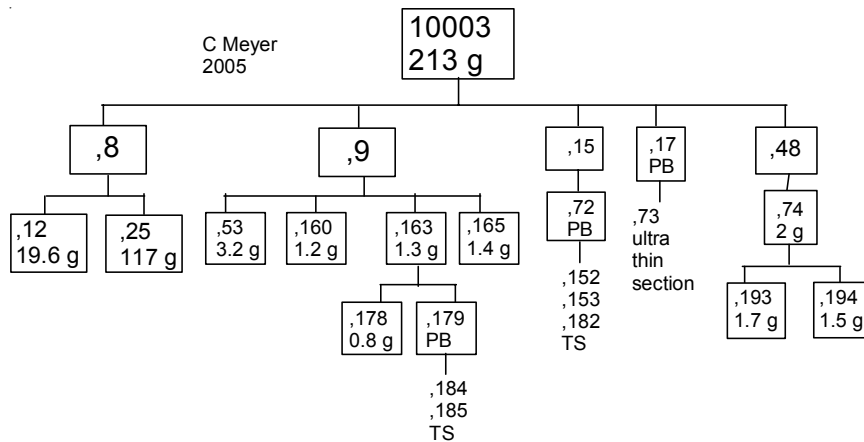 C Meyer
2005
10003
213 g
,8
,9
,15
,17
PB
,48
,12
19.6 g
,25
117 g
,53
3.2 g
,160
1.2 g
,163
1.3 g
,165
1.4 g
,72
PB
,73
ultra
thin
section
,74
2 g
,178
0.8 g
,179
PB
,152
,153
,182
TS
,193
1.7 g
,194
1.5 g
,184
,185
TS